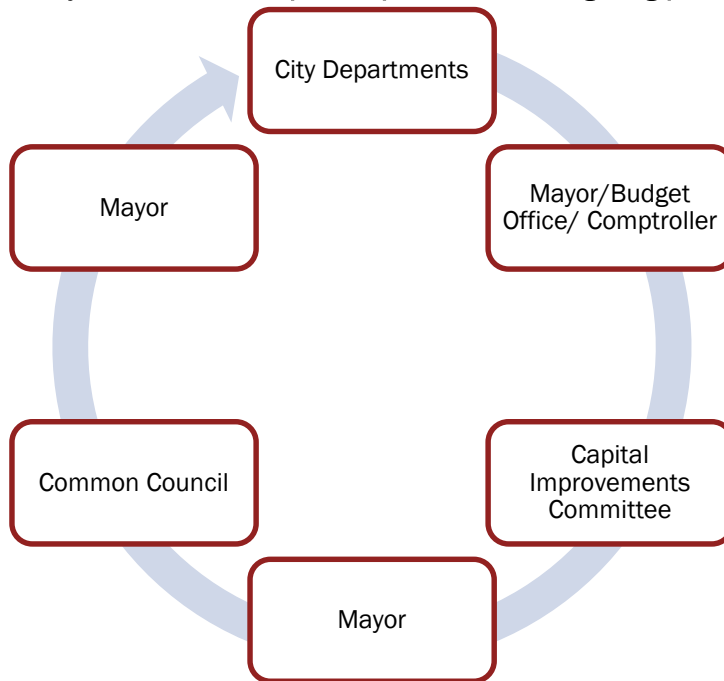 City Departments
Mayor/Budget
Office/ Comptroller
Capital
Improvements
Committee
Mayor
Common Council
Mayor